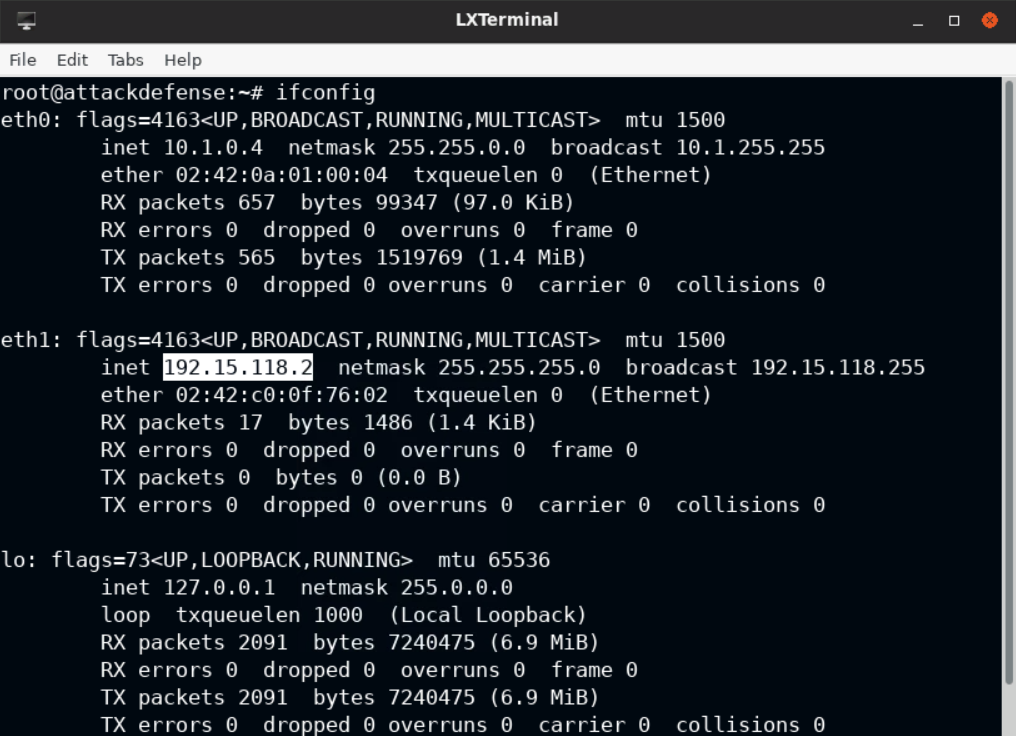 LXTerminal
File Edit Tabs Help
root@attackdefense:~# ifconfig
eth0: flags=4163<UP,BROADCAST,RUNNING,MULTICAST>  mtu 1500
        inet 10.1.0.4  netmask 255.255.0.0  broadcast 10.1.255.255
        ether 02:42:0a:01:00:04  txqueuelen 0  (Ethernet)
        RX packets 657  bytes 99347 (97.0 KiB)
        RX errors 0  dropped 0  overruns 0  frame 0
        TX packets 565  bytes 1519769 (1.4 MiB)
        TX errors 0  dropped 0 overruns 0  carrier 0  collisions 0
eth1: flags=4163<UP,BROADCAST,RUNNING,MULTICAST>  mtu 1500
        inet 192.15.118.2  netmask 255.255.255.0  broadcast 192.15.118.255
        ether 02:42:c0:0f:76:02  txqueuelen 0  (Ethernet)
        RX packets 17  bytes 1486 (1.4 KiB)
        RX errors 0  dropped 0  overruns 0  frame 0
        TX packets 0  bytes 0 (0.0 B)
        TX errors 0  dropped 0 overruns 0  carrier 0  collisions 0
lo: flags=73<UP,LOOPBACK,RUNNING>  mtu 65536
        inet 127.0.0.1  netmask 255.0.0.0
        loop  txqueuelen 1000  (Local Loopback)
        RX packets 2091  bytes 7240475 (6.9 MiB)
        RX errors 0  dropped 0  overruns 0  frame 0
        TX packets 2091  bytes 7240475 (6.9 MiB)
        TX errors 0  dropped 0 overruns 0  carrier 0  collisions 0